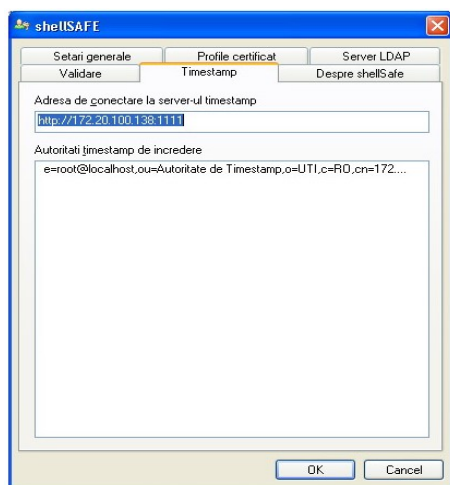 shellSAFE
Setari generale Profile certificat Server LDAP
Validare Timestamp Despre shellSafe
Adresa de conectare la server-ul timestamp
http://172.20.100.138:1111
Autoritati timestamp de incredere
e=root@localhost,ou=Autoritate de Timestamp,o=UTI,c=RO,cn=172....
OK Cancel